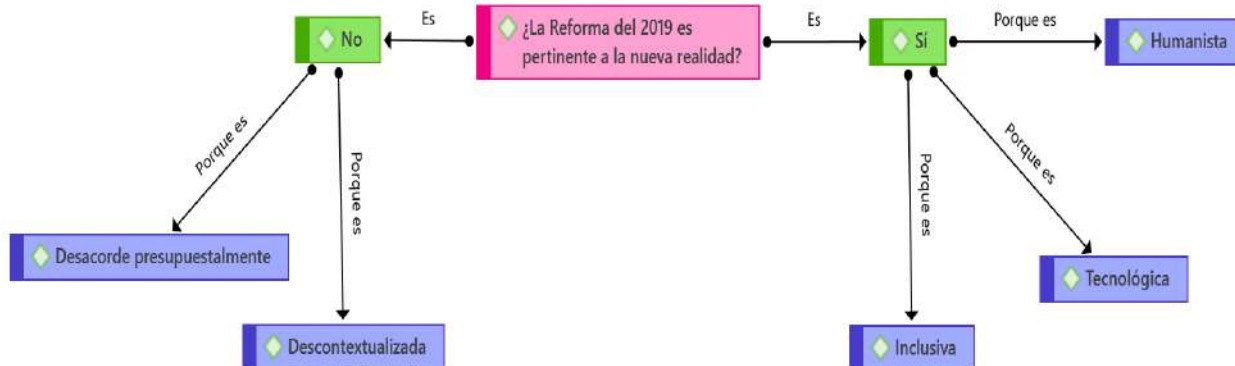 Es
¿La Reforma del 2019 es
pertinente a la nueva realidad?
Es
Porque es
No
Sí
Humanista
Porque es
Porque es
Porque es
Porque es
Desacorde presupuestalmente
Tecnológica
Descontextualizada
Inclusiva